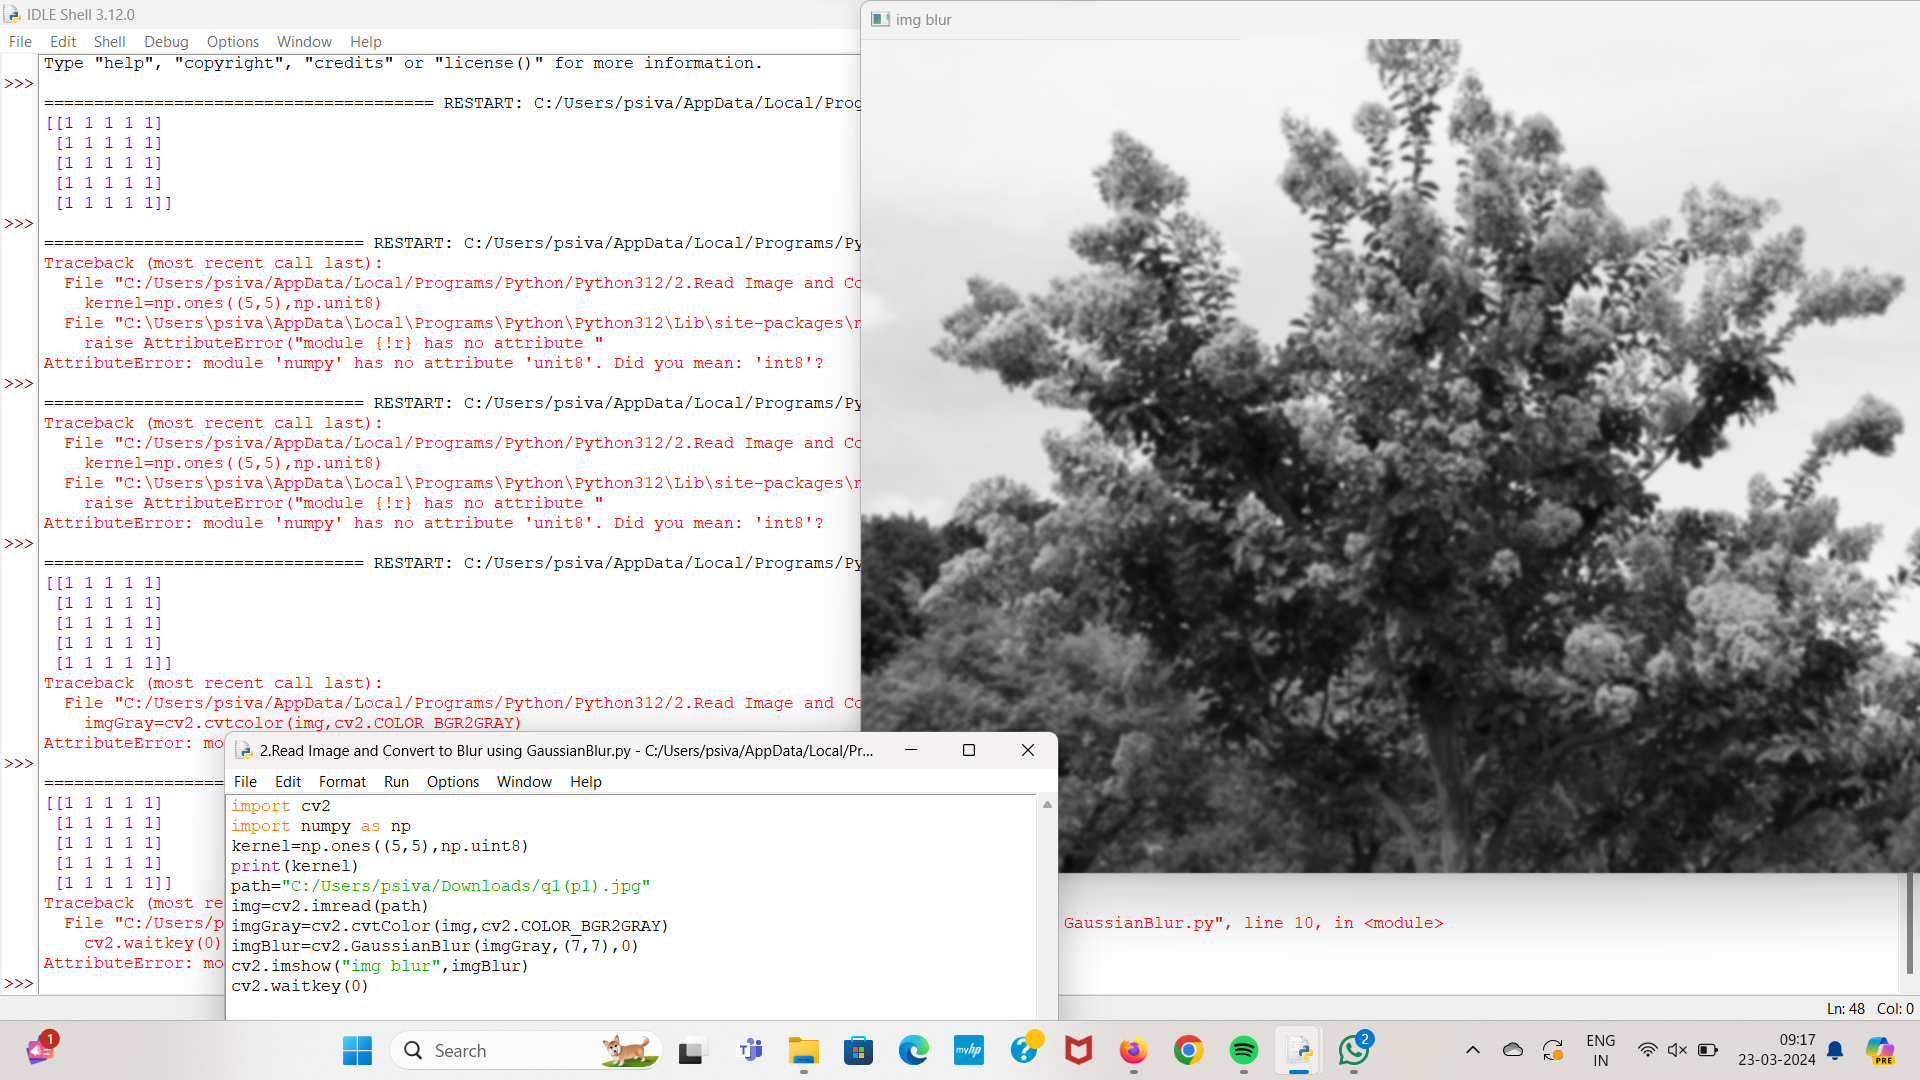 IDLE Shell 3.12.0
File Edit Shell Debug Options Window Help
Type "help", "copyright", "credits" or "license()" for more information.
>>>
======================================= RESTART: C:/Users/psiva/AppData/Local/Prog
[[1 1 1 1 1]
 [1 1 1 1 1]
 [1 1 1 1 1]
 [1 1 1 1 1]
 [1 1 1 1 1]]
>>>
================================ RESTART: C:/Users/psiva/AppData/Local/Programs/Py
Traceback (most recent call last):
  File "C:/Users/psiva/AppData/Local/Programs/Python/Python312/2.Read Image and Co
    kernel=np.ones((5,5),np.unit8)
  File "C:\Users\psiva\AppData\Local\Programs\Python\Python312\Lib\site-packages\n
    raise AttributeError("module {!r} has no attribute "
AttributeError: module 'numpy' has no attribute 'unit8'. Did you mean: 'int8'?
>>>
================================ RESTART: C:/Users/psiva/AppData/Local/Programs/Py
Traceback (most recent call last):
  File "C:/Users/psiva/AppData/Local/Programs/Python/Python312/2.Read Image and Co
    kernel=np.ones((5,5),np.unit8)
  File "C:\Users\psiva\AppData\Local\Programs\Python\Python312\Lib\site-packages\n
    raise AttributeError("module {!r} has no attribute "
AttributeError: module 'numpy' has no attribute 'unit8'. Did you mean: 'int8'?
>>>
================================ RESTART: C:/Users/psiva/AppData/Local/Programs/Py
[[1 1 1 1 1]
 [1 1 1 1 1]
 [1 1 1 1 1]
 [1 1 1 1 1]
 [1 1 1 1 1]]
Traceback (most recent call last):
  File "C:/Users/psiva/AppData/Local/Programs/Python/Python312/2.Read Image and Co
    imgGray=cv2.cvtcolor(img,cv2.COLOR_BGR2GRAY)
AttributeError: mo
>>>
==================
[[1 1 1 1 1]
 [1 1 1 1 1]
 [1 1 1 1 1]
 [1 1 1 1 1]
 [1 1 1 1 1]]
Traceback (most re
  File "C:/Users/p GaussianBlur.py", line 10, in <module>
    cv2.waitkey(0)
AttributeError: mo
>>>
Ln: 48 Col: 0
img blur
2.Read Image and Convert to Blur using GaussianBlur.py - C:/Users/psiva/AppData/Local/Pr...
File Edit Format Run Options Window Help
import cv2
import numpy as np
kernel=np.ones((5,5),np.uint8)
print(kernel)
path="C:/Users/psiva/Downloads/q1(p1).jpg"
img=cv2.imread(path)
imgGray=cv2.cvtColor(img,cv2.COLOR_BGR2GRAY)
imgBlur=cv2.GaussianBlur(imgGray,(7,7),0)
cv2.imshow("img blur",imgBlur)
cv2.waitkey(0)
1
Search
myhp
2
ENG
IN
09:17
23-03-2024
PRE